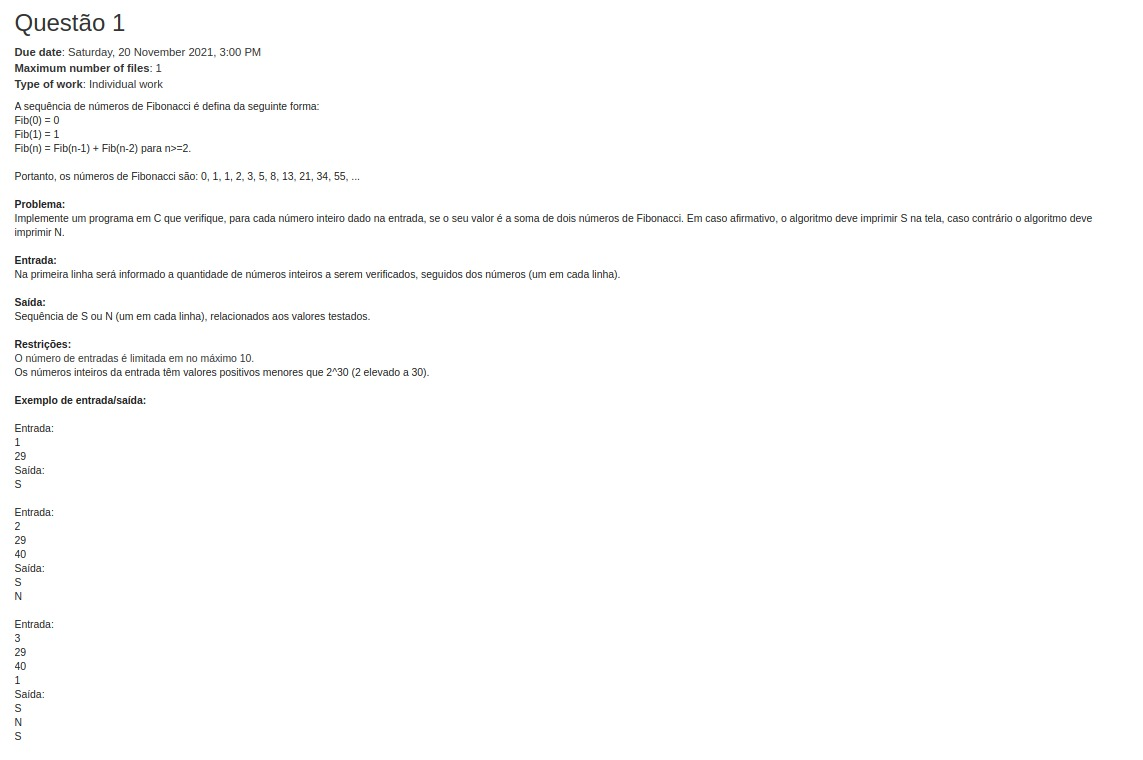 Questão 1
Due date: Saturday, 20 November 2021, 3:00 PM
Maximum number of files: 1
Type of work: Individual work
A sequência de números de Fibonacci é defina da seguinte forma:
Fib(0) = 0
Fib(1) = 1
Fib(n) = Fib(n-1) + Fib(n-2) para n>=2.
Portanto, os números de Fibonacci são: 0, 1, 1, 2, 3, 5, 8, 13, 21, 34, 55, ...
Problema:
Implemente um programa em C que verifique, para cada número inteiro dado na entrada, se o seu valor é a soma de dois números de Fibonacci. Em caso afirmativo, o algoritmo deve imprimir S na tela, caso contrário o algoritmo deve
imprimir N.
Entrada:
Na primeira linha será informado a quantidade de números inteiros a serem verificados, seguidos dos números (um em cada linha).
Saída:
Sequência de S ou N (um em cada linha), relacionados aos valores testados.
Restrições:
O número de entradas é limitada em no máximo 10.
Os números inteiros da entrada têm valores positivos menores que 2^30 (2 elevado a 30).
Exemplo de entrada/saída:
Entrada:
1
29
Saída:
S
Entrada:
2
29
40
Saída:
S
N
Entrada:
3
29
40
1
Saída:
S
N
S